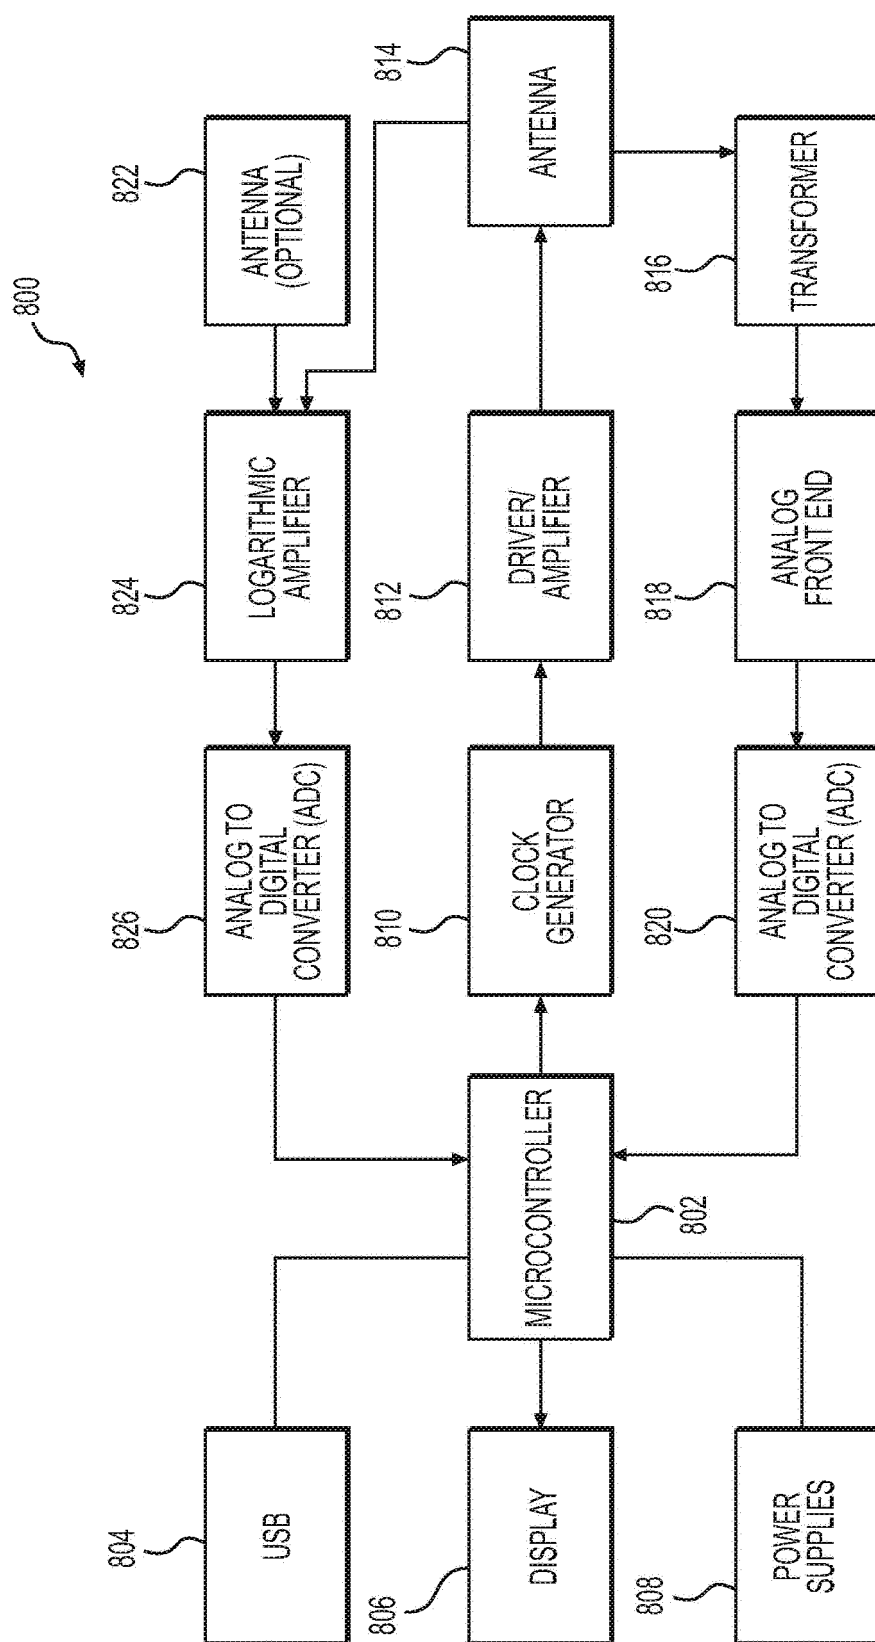 800
804
USB
826
ANALOG TO
DIGITAL
CONVERTER (ADC)
824
LOGARITHMIC
AMPLIFIER
822
ANTENNA
(OPTIONAL)
806
DISPLAY
MICROCONTROLLER
802
810
CLOCK
GENERATOR
812
DRIVER/
AMPLIFIER
814
ANTENNA
808
POWER
SUPPLIES
820
ANALOG TO
DIGITAL
CONVERTER (ADC)
818
ANALOG
FRONT END
816
TRANSFORMER